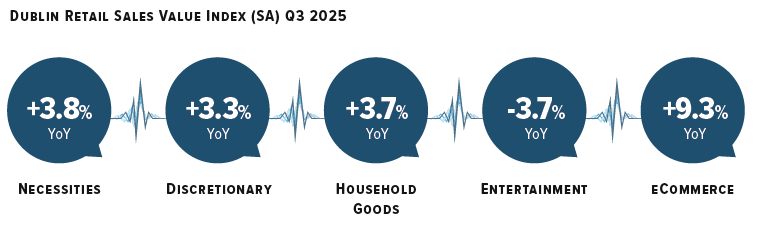 Dublin Retail Sales Value Index (SA) Q3 2025
+3.8%
YoY
+3.3%
YoY
+3.7%
YoY
-3.7%
YoY
+9.3%
YoY
Necessities
Discretionary
Household
Goods
Entertainment
eCommerce